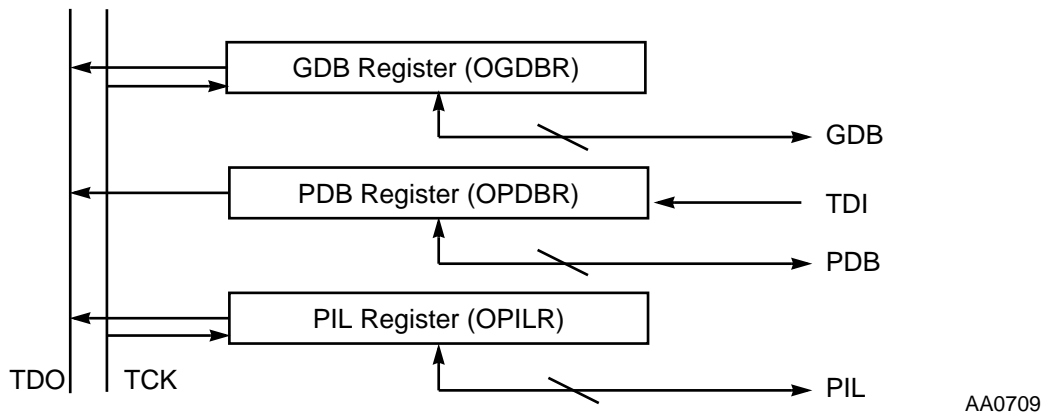 GDB Register (OGDBR)
GDB
PDB Register (OPDBR)
TDI
PDB
PIL Register (OPILR)
TDO
TCK
PIL
AA0709